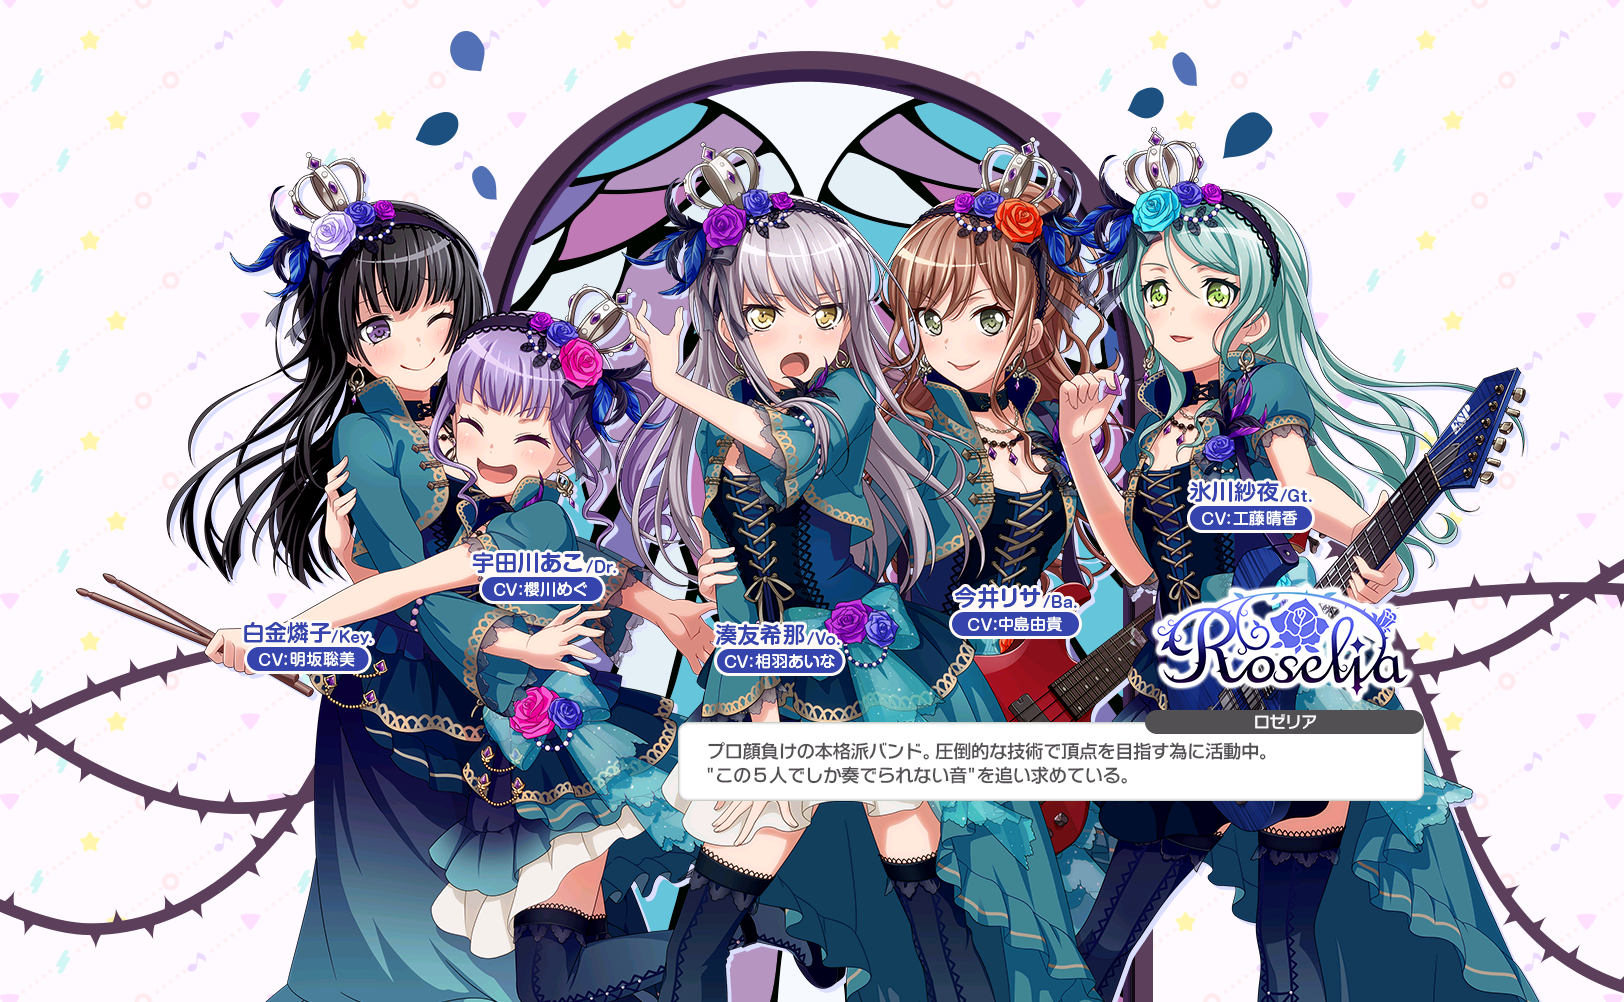 氷川紗夜/Gt.
CV:工藤晴香
宇田川あこ/Dr.
CV:櫻川めぐ
今井リサ/Ba.
CV:中島由貴
白金燐子/Key.
CV:明坂聡美
湊友希那/Vo.
CV:相羽あいな
Roselia
ロゼリア
プロ顔負けの本格派バンド。圧倒的な技術で頂点を目指す為に活動中。
"この5人でしか奏でられない音"を追い求めている。